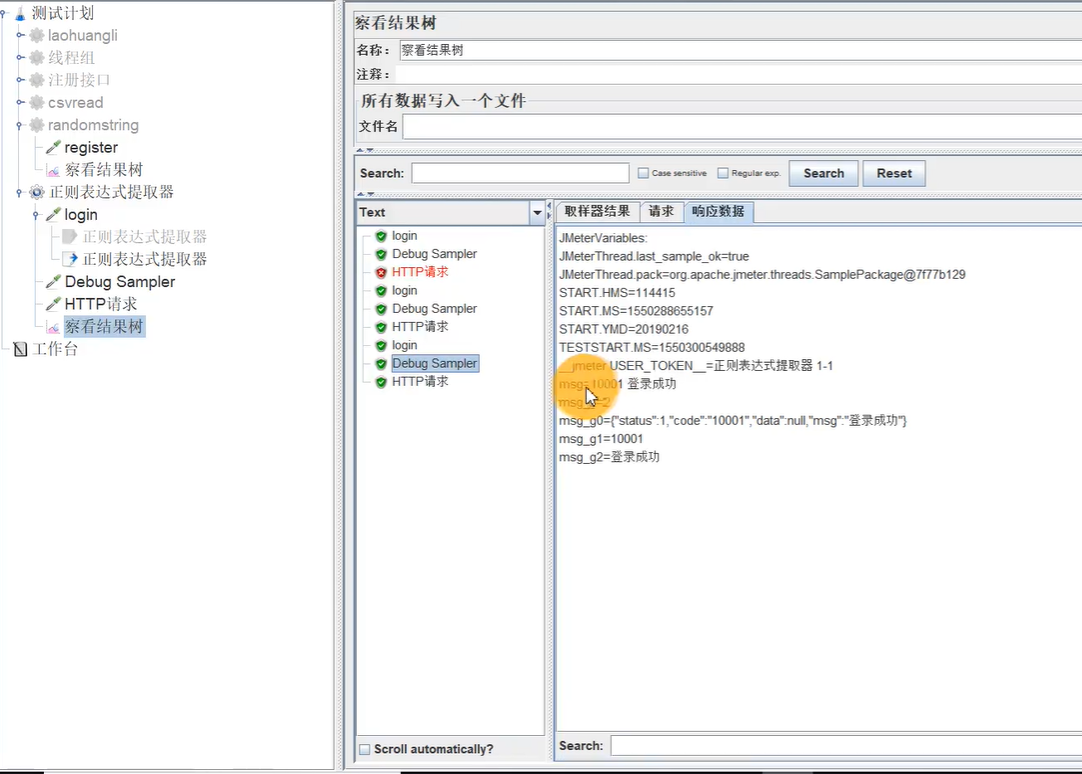 测试计划
laohuangli
线程组
注册接口
csvread
randomstring
register
察看结果树
正则表达式提取器
login
正则表达式提取器
正则表达式提取器
Debug Sampler
HTTP请求
察看结果树
工作台
察看结果树
名称： 察看结果树
注释：
所有数据写入一个文件
文件名
Search: Case sensitive Regular exp. Search Reset
Text
login
Debug Sampler
HTTP请求
login
Debug Sampler
HTTP请求
login
Debug Sampler
HTTP请求
Scroll automatically?
取样器结果 请求 响应数据
JMeterVariables:
JMeterThread.last_sample_ok=true
JMeterThread.pack=org.apache.jmeter.threads.SamplePackage@7f77b129
START.HMS=114415
START.MS=1550288655157
START.YMD=20190216
TESTSTART.MS=1550300549888
__jmeter.USER_TOKEN__=正则表达式提取器 1-1
msg=10001 登录成功
msg_g=2
msg_g0={"status":1,"code":"10001","data":null,"msg":"登录成功"}
msg_g1=10001
msg_g2=登录成功
Search: